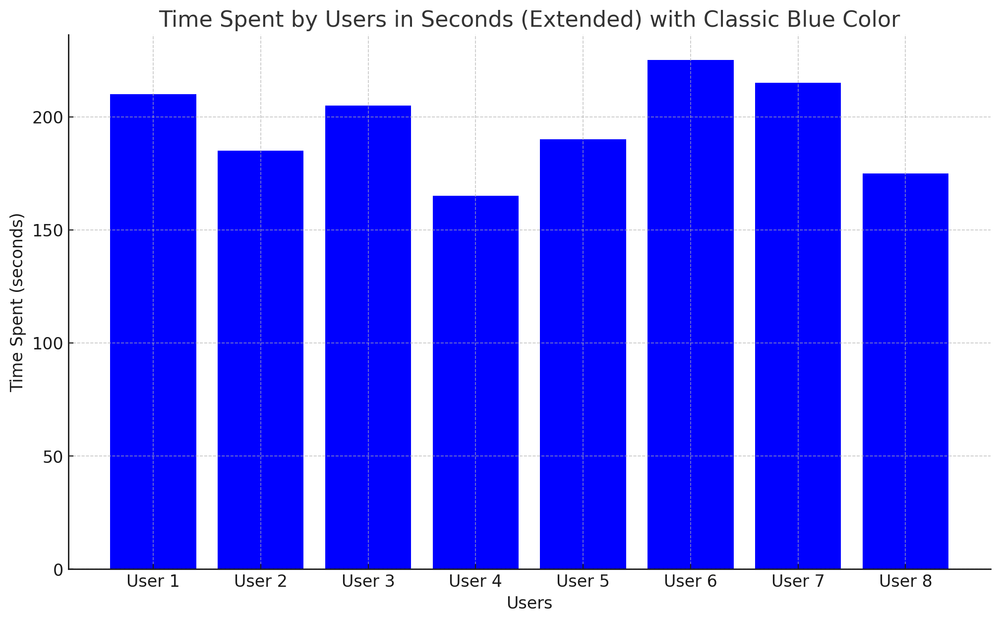 Time Spent by Users in Seconds (Extended) with Classic Blue Color
Time Spent (seconds)
200
150
100
50
0
User 1 User 2 User 3 User 4 User 5 User 6 User 7 User 8
Users